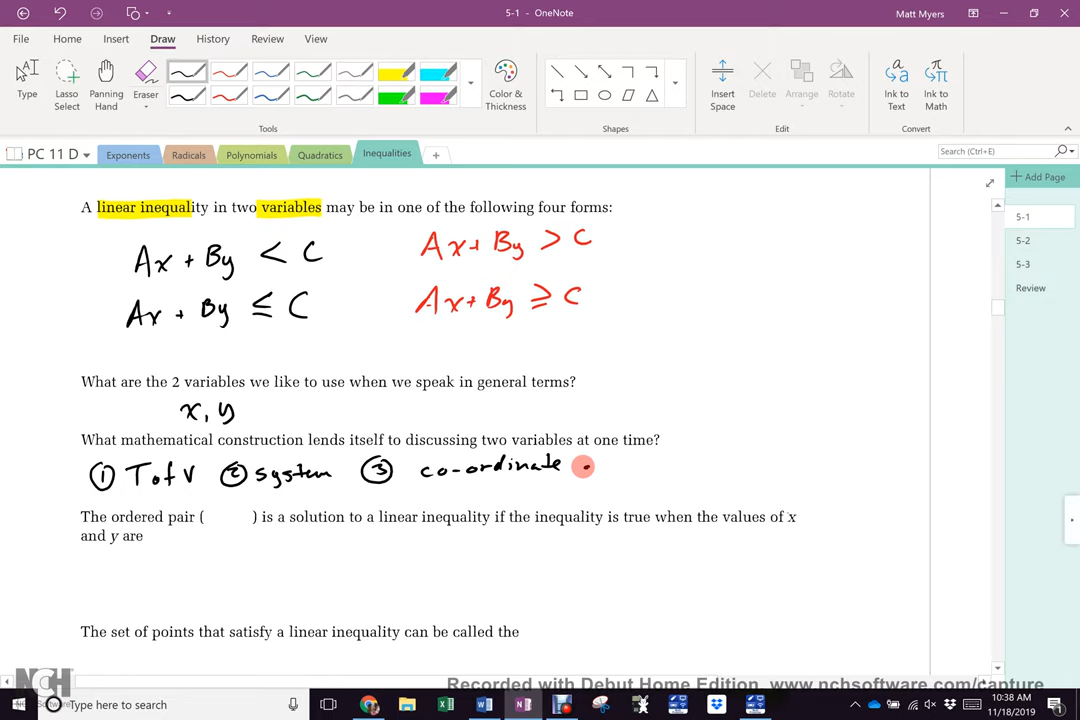 5-1 - OneNote
Matt Myers
File Home Insert Draw History Review View
Type
Lasso Select
Panning Hand
Eraser
Color & Thickness
Insert Space
Delete
Arrange
Rotate
Ink to Text
Ink to Math
Tools
Shapes
Edit
Convert
PC 11 D
Exponents Radicals Polynomials Quadratics Inequalities
Search (Ctrl+E)
Add Page
5-1
5-2
5-3
Review
A linear inequality in two variables may be in one of the following four forms:
Ax + By < C Ax + By > C
Ax + By ≤ C Ax + By ≥ C
What are the 2 variables we like to use when we speak in general terms?
x, y
What mathematical construction lends itself to discussing two variables at one time?
① T of V ② system ③ co-ordinate
The ordered pair ( ) is a solution to a linear inequality if the inequality is true when the values of x
and y are
The set of points that satisfy a linear inequality can be called the
NCH Software
Recorded with Debut Home Edition. www.nchsoftware.com/capture
Type here to search
10:38 AM
11/18/2019